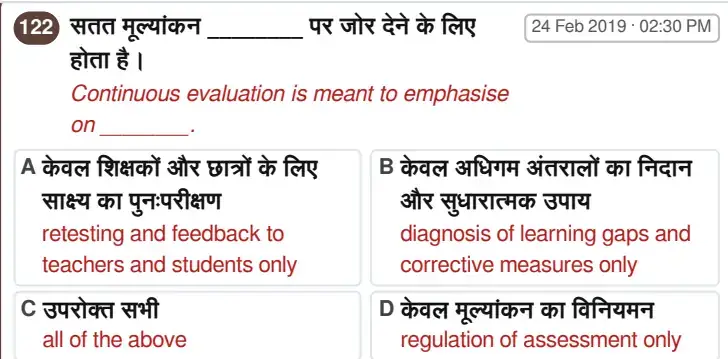 122 सतत मूल्यांकन ________ पर जोर देने के लिए 24 Feb 2019 · 02:30 PM
होता है।
Continuous evaluation is meant to emphasise
on ________.
A केवल शिक्षकों और छात्रों के लिए
साक्ष्य का पुनःपरीक्षण
retesting and feedback to
teachers and students only
B केवल अधिगम अंतरालों का निदान
और सुधारात्मक उपाय
diagnosis of learning gaps and
corrective measures only
C उपरोक्त सभी
all of the above
D केवल मूल्यांकन का विनियमन
regulation of assessment only